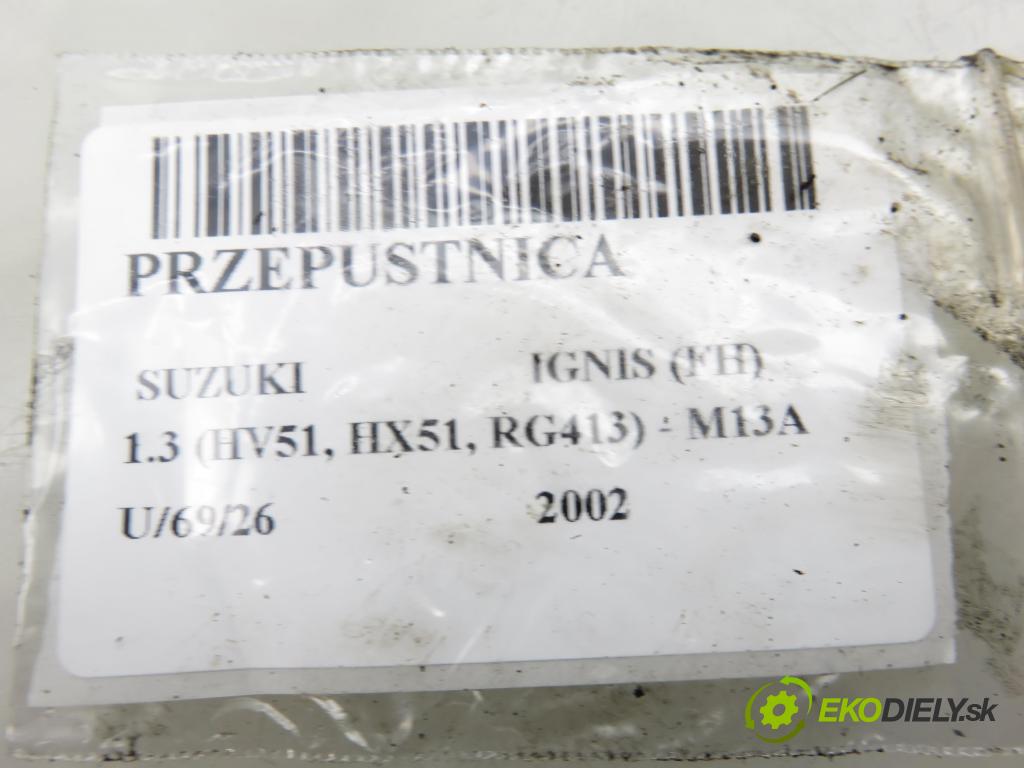 PRZEPUSTNICA
SUZUKI IGNIS (FH)
1.3 (HV51, HX51, RG413) - M13A
U/69/26 2002
EKODIELY.sk